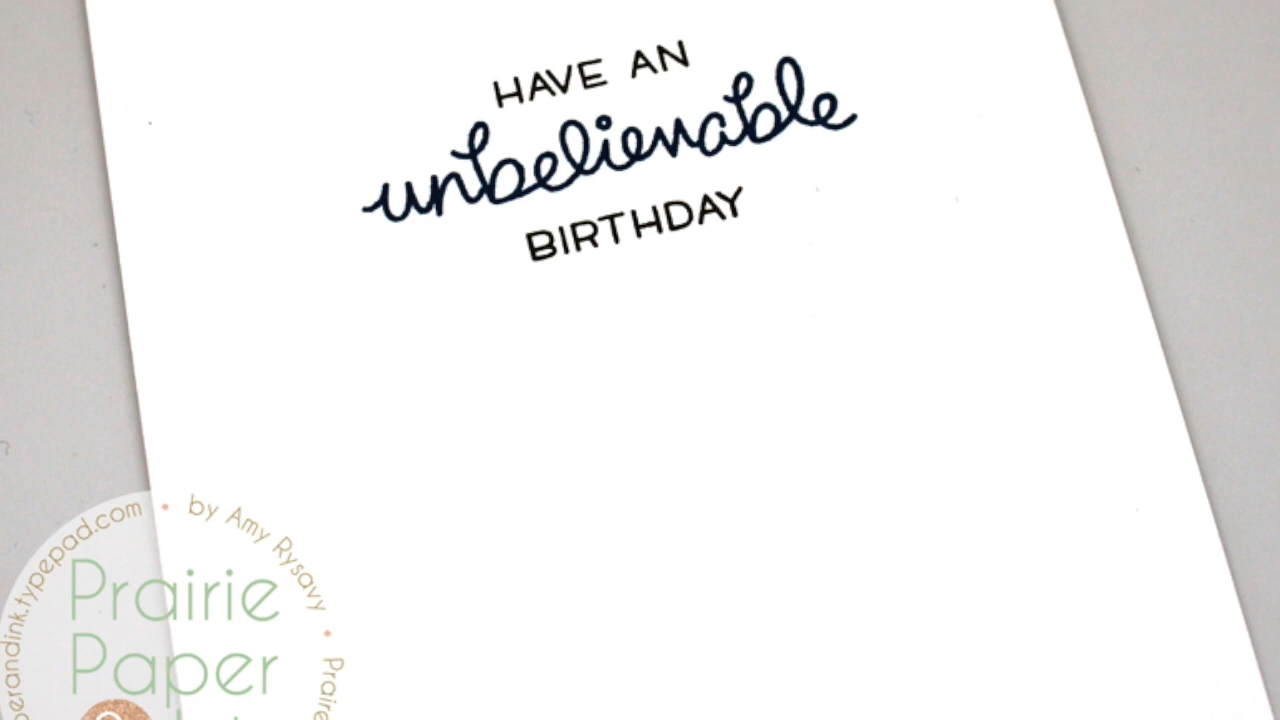 HAVE AN
unbelievable
BIRTHDAY
by Amy Rysavy
Prairie
Paper